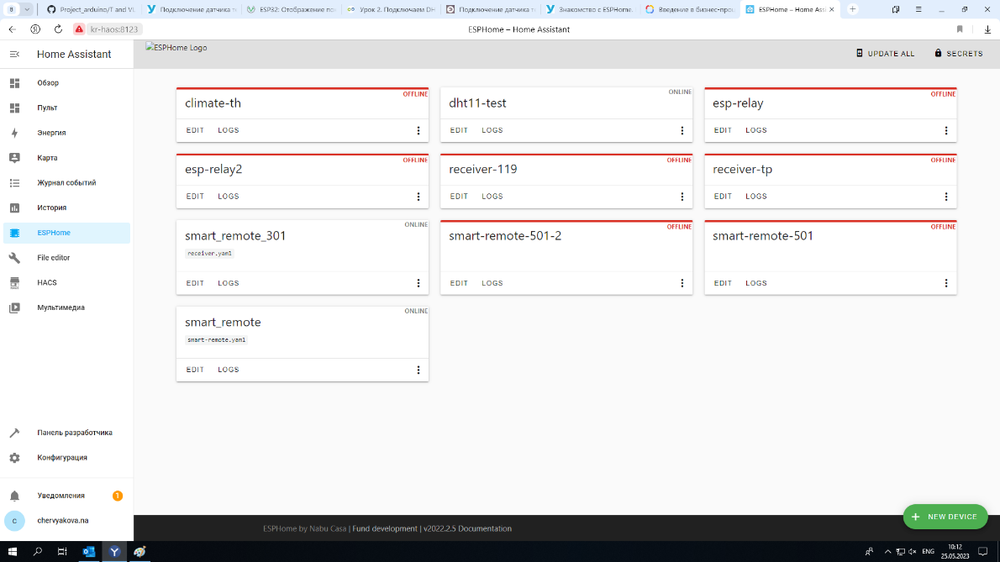 8
Project_arduino/T and Vl
Подключение датчика т
ESP32: Отображение по
Урок 2. Подключаем DH
Подключение датчика т
Знакомство с ESPHome.
Введение в бизнес-проц
ESPHome – Home Assi
kr-haos:8123
ESPHome – Home Assistant
Home Assistant
ESPHome Logo
UPDATE ALL
SECRETS
Обзор
Пульт
Энергия
Карта
Журнал событий
История
ESPHome
File editor
HACS
Мультимедиа
Панель разработчика
Конфигурация
Уведомления 1
c chervyakova.na
OFFLINE
climate-th
EDIT LOGS
ONLINE
dht11-test
EDIT LOGS
OFFLINE
esp-relay
EDIT LOGS
OFFLINE
esp-relay2
EDIT LOGS
OFFLINE
receiver-119
EDIT LOGS
OFFLINE
receiver-tp
EDIT LOGS
ONLINE
smart_remote_301
receiver.yaml
EDIT LOGS
OFFLINE
smart-remote-501-2
EDIT LOGS
OFFLINE
smart-remote-501
EDIT LOGS
ONLINE
smart_remote
smart-remote.yaml
EDIT LOGS
NEW DEVICE
ESPHome by Nabu Casa | Fund development | v2022.2.5 Documentation
ENG
10:12
25.05.2023